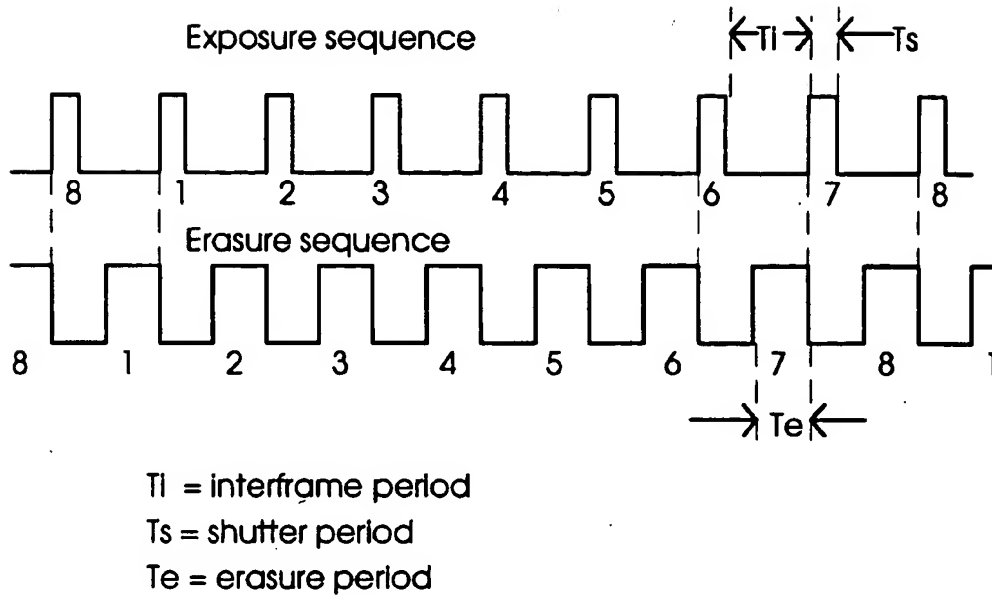 Exposure sequence
Ti Ts
8 1 2 3 4 5 6 7 8
Erasure sequence
8 1 2 3 4 5 6 7 8 1
Te
Ti = interframe period
Ts = shutter period
Te = erasure period